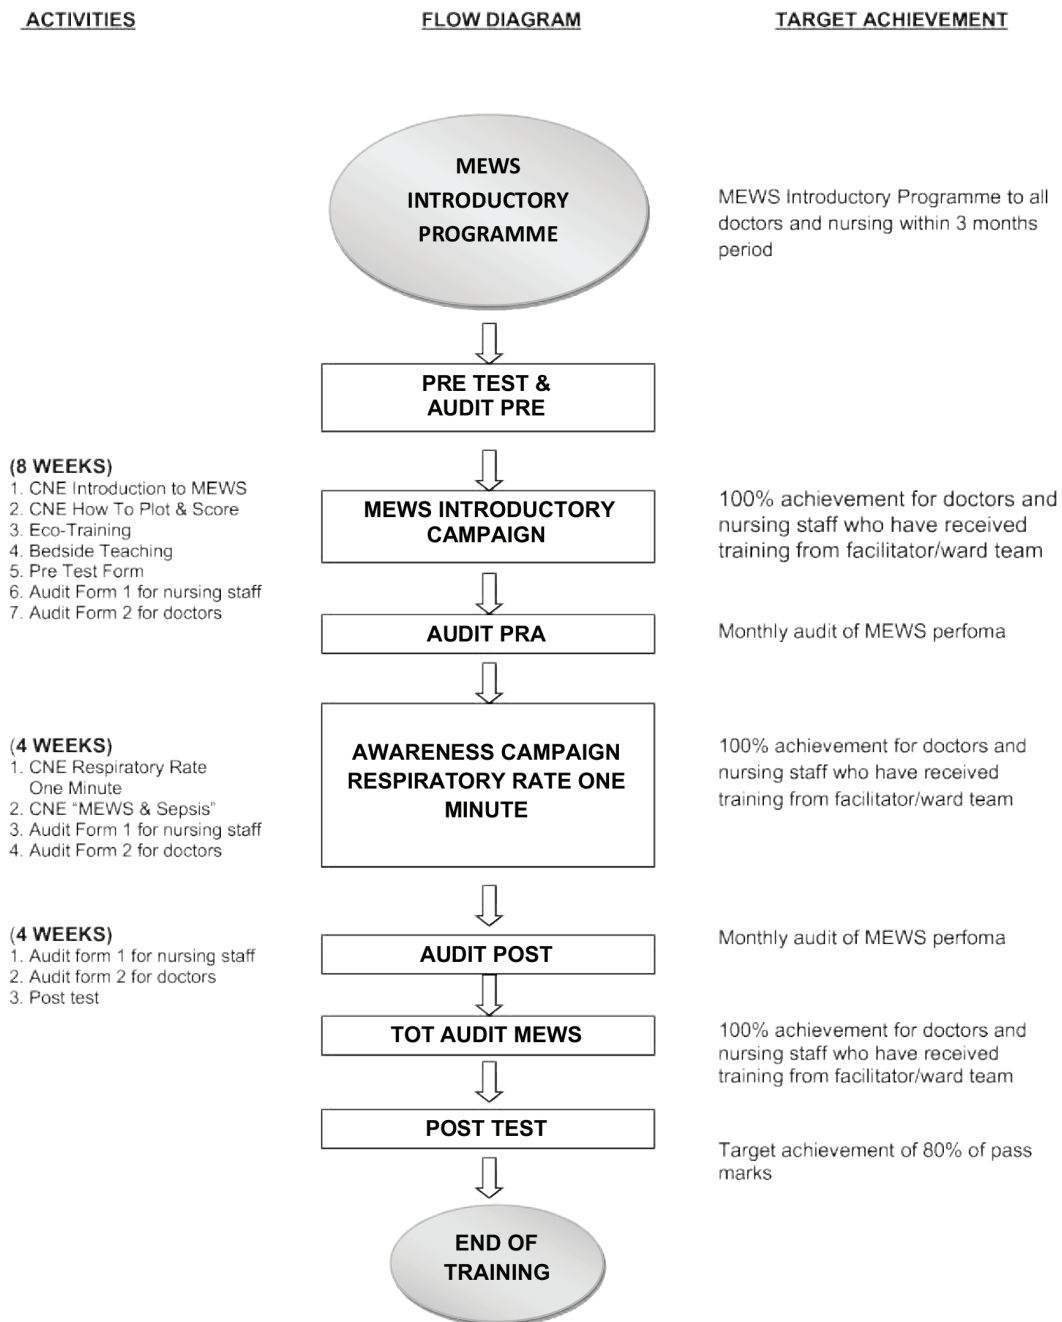 ACTIVITIES
FLOW DIAGRAM
TARGET ACHIEVEMENT
MEWS
INTRODUCTORY
PROGRAMME
MEWS Introductory Programme to all
doctors and nursing within 3 months
period
PRE TEST &
AUDIT PRE
(8 WEEKS)
1. CNE Introduction to MEWS
2. CNE How To Plot & Score
3. Eco-Training
4. Bedside Teaching
5. Pre Test Form
6. Audit Form 1 for nursing staff
7. Audit Form 2 for doctors
MEWS INTRODUCTORY
CAMPAIGN
100% achievement for doctors and
nursing staff who have received
training from facilitator/ward team
AUDIT PRA
Monthly audit of MEWS perfoma
(4 WEEKS)
1. CNE Respiratory Rate
One Minute
2. CNE “MEWS & Sepsis”
3. Audit Form 1 for nursing staff
4. Audit Form 2 for doctors
AWARENESS CAMPAIGN
RESPIRATORY RATE ONE
MINUTE
100% achievement for doctors and
nursing staff who have received
training from facilitator/ward team
(4 WEEKS)
1. Audit form 1 for nursing staff
2. Audit form 2 for doctors
3. Post test
AUDIT POST
Monthly audit of MEWS perfoma
TOT AUDIT MEWS
100% achievement for doctors and
nursing staff who have received
training from facilitator/ward team
POST TEST
Target achievement of 80% of pass
marks
END OF
TRAINING